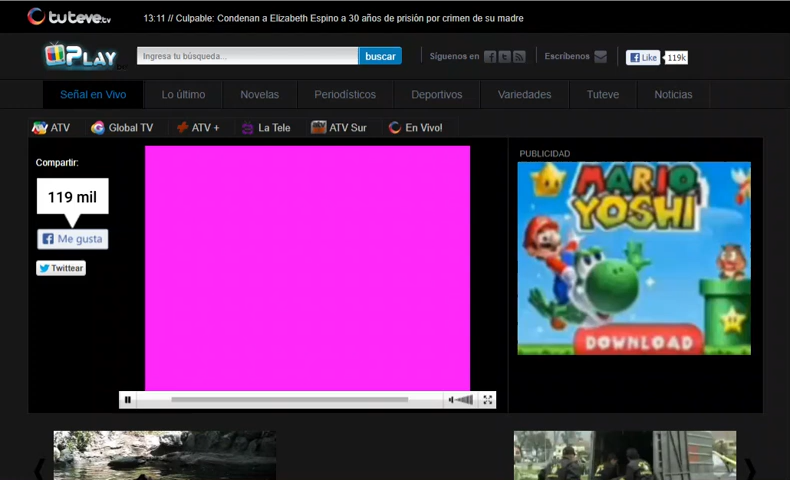 tuteve.tv
13:11 // Culpable: Condenan a Elizabeth Espino a 30 años de prisión por crimen de su madre
PLAY
Ingresa tu búsqueda...
buscar
Síguenos en
Escríbenos
Like
119k
Señal en Vivo
Lo último
Novelas
Periodísticos
Deportivos
Variedades
Tuteve
Noticias
ATV
Global TV
ATV +
La Tele
ATV Sur
En Vivo!
Compartir:
119 mil
Me gusta
Twittear
PUBLICIDAD
MARIO
YOSHI
DOWNLOAD